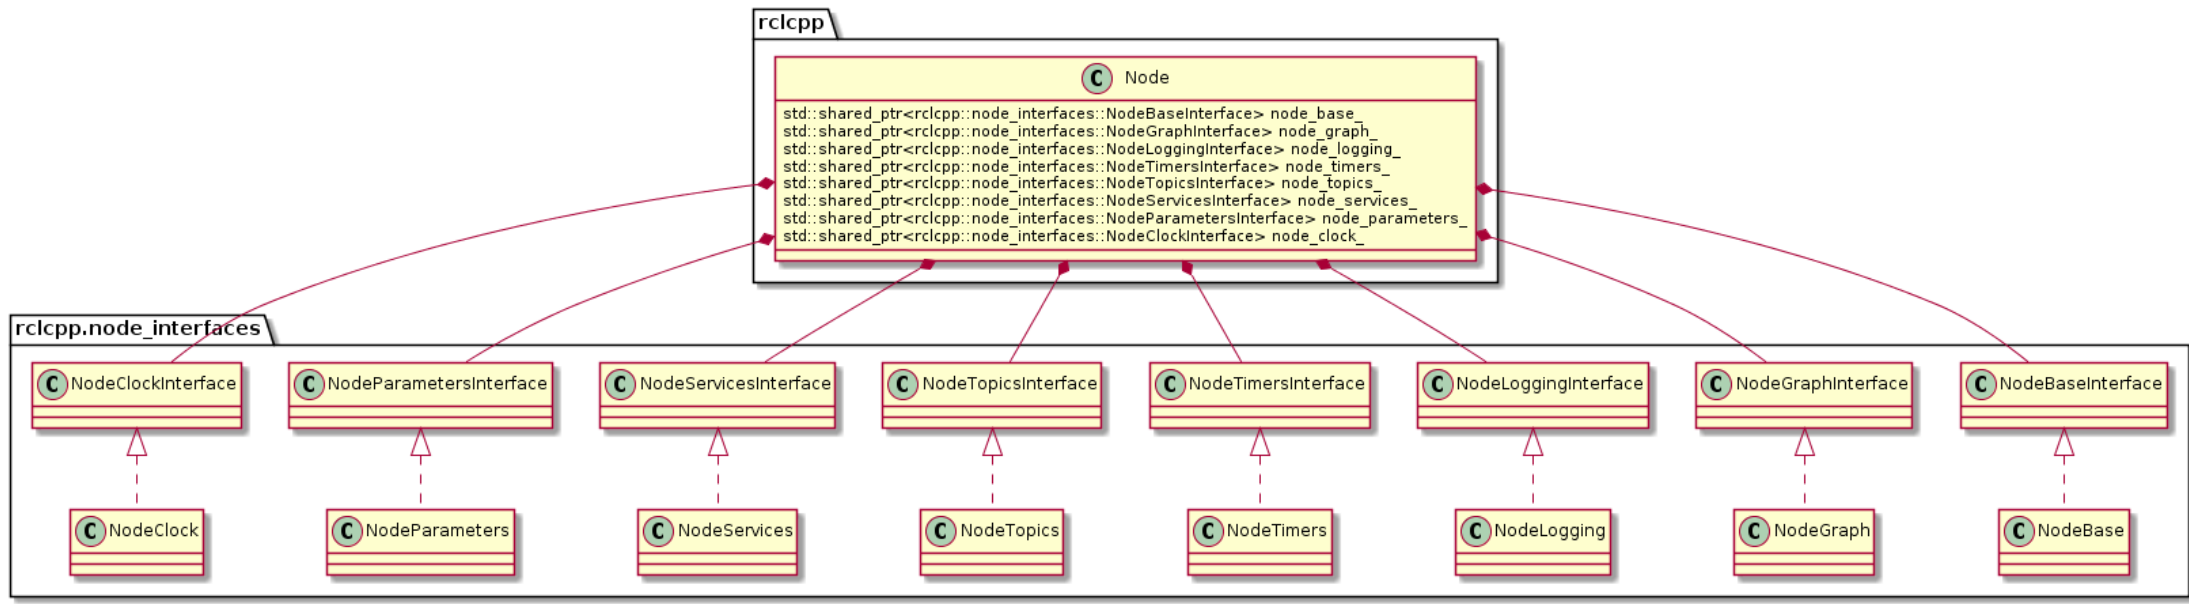 rclcpp
C Node
std::shared_ptr<rclcpp::node_interfaces::NodeBaseInterface> node_base_
std::shared_ptr<rclcpp::node_interfaces::NodeGraphInterface> node_graph_
std::shared_ptr<rclcpp::node_interfaces::NodeLoggingInterface> node_logging_
std::shared_ptr<rclcpp::node_interfaces::NodeTimersInterface> node_timers_
std::shared_ptr<rclcpp::node_interfaces::NodeTopicsInterface> node_topics_
std::shared_ptr<rclcpp::node_interfaces::NodeServicesInterface> node_services_
std::shared_ptr<rclcpp::node_interfaces::NodeParametersInterface> node_parameters_
std::shared_ptr<rclcpp::node_interfaces::NodeClockInterface> node_clock_
rclcpp.node_interfaces
C NodeClockInterface
C NodeParametersInterface
C NodeServicesInterface
C NodeTopicsInterface
C NodeTimersInterface
C NodeLoggingInterface
C NodeGraphInterface
C NodeBaseInterface
C NodeClock
C NodeParameters
C NodeServices
C NodeTopics
C NodeTimers
C NodeLogging
C NodeGraph
C NodeBase